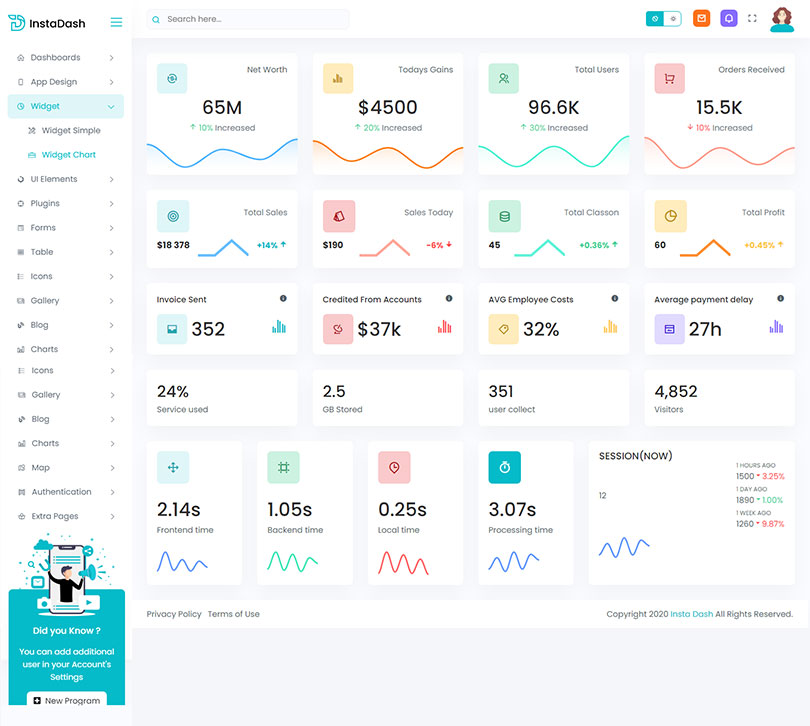 InstaDash
Search here...
Dashboards
App Design
Widget
Widget Simple
Widget Chart
UI Elements
Plugins
Forms
Table
Icons
Gallery
Blog
Charts
Icons
Gallery
Blog
Charts
Map
Authentication
Extra Pages
Did you Know ?
You can add additional
user in your Account's
Settings
New Program
Net Worth
65M
10% Increased
Todays Gains
$4500
20% Increased
Total Users
96.6K
30% Increased
Orders Received
15.5K
10% Increased
Total Sales
$18 378
+14%
Sales Today
$190
-6%
Total Classon
45
+0.36%
Total Profit
60
+0.45%
Invoice Sent
352
Credited From Accounts
$37k
AVG Employee Costs
32%
Average payment delay
27h
24%
Service used
2.5
GB Stored
351
user collect
4,852
Visitors
2.14s
Frontend time
1.05s
Backend time
0.25s
Local time
3.07s
Processing time
SESSION(NOW)
12
1 HOURS AGO
1500 3.25%
1 DAY AGO
1890 1.00%
1 WEEK AGO
1260 9.87%
Privacy Policy Terms of Use
Copyright 2020 Insta Dash All Rights Reserved.